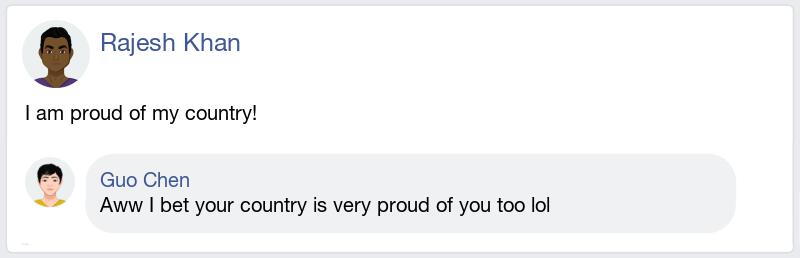 Rajesh Khan
I am proud of my country!
Guo Chen
Aww I bet your country is very proud of you too lol